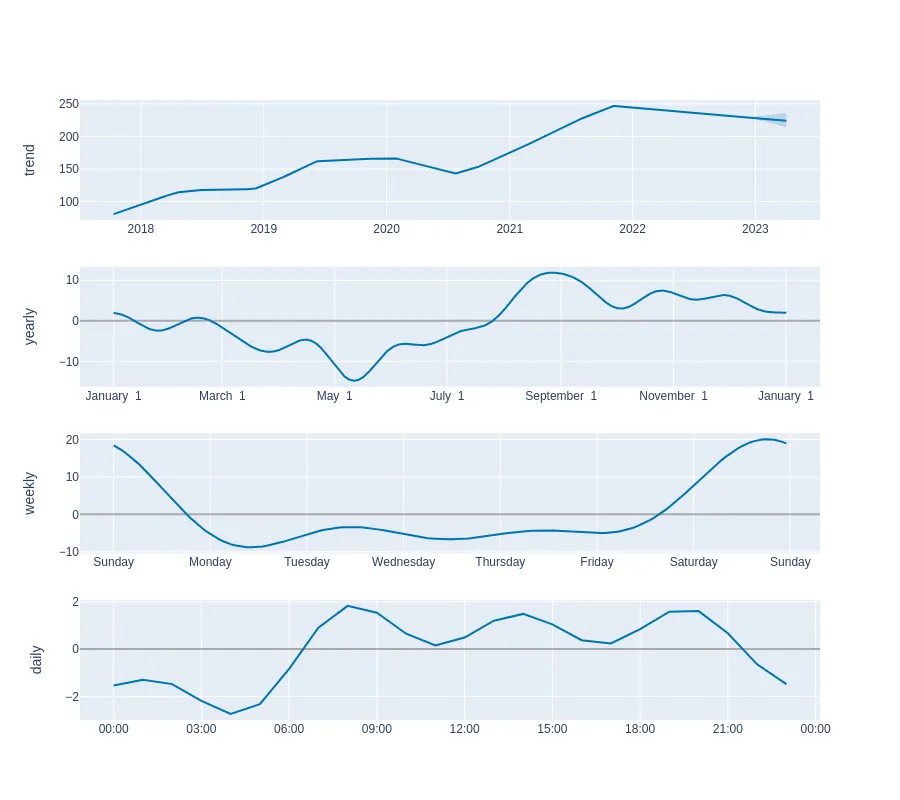 trend
250
200
150
100
2018 2019 2020 2021 2022 2023
yearly
10
0
−10
January 1 March 1 May 1 July 1 September 1 November 1 January 1
weekly
20
10
0
−10
Sunday Monday Tuesday Wednesday Thursday Friday Saturday Sunday
daily
2
0
−2
00:00 03:00 06:00 09:00 12:00 15:00 18:00 21:00 00:00